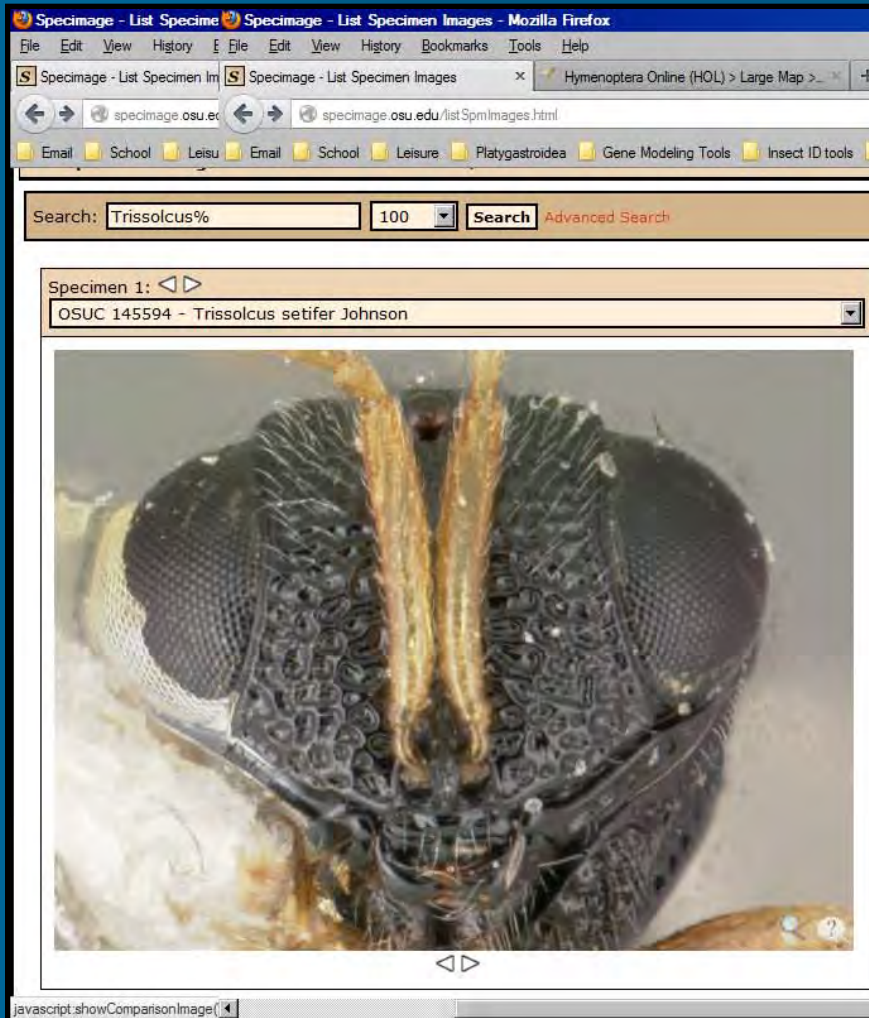 Specimage - List Specime Specimage - List Specimen Images - Mozilla Firefox
File Edit View History E File Edit View History Bookmarks Tools Help
S Specimage - List Specimen Im S Specimage - List Specimen Images × Hymenoptera Online (HOL) > Large Map >... ×
specimage.osu.ed specimage.osu.edu/listSpmImages.html
Email School Leisu Email School Leisure Platygastroidea Gene Modeling Tools Insect ID tools
Search: Trissolcus% 100 Search Advanced Search
Specimen 1:
OSUC 145594 - Trissolcus setifer Johnson
?
javascript:showComparisonImage(